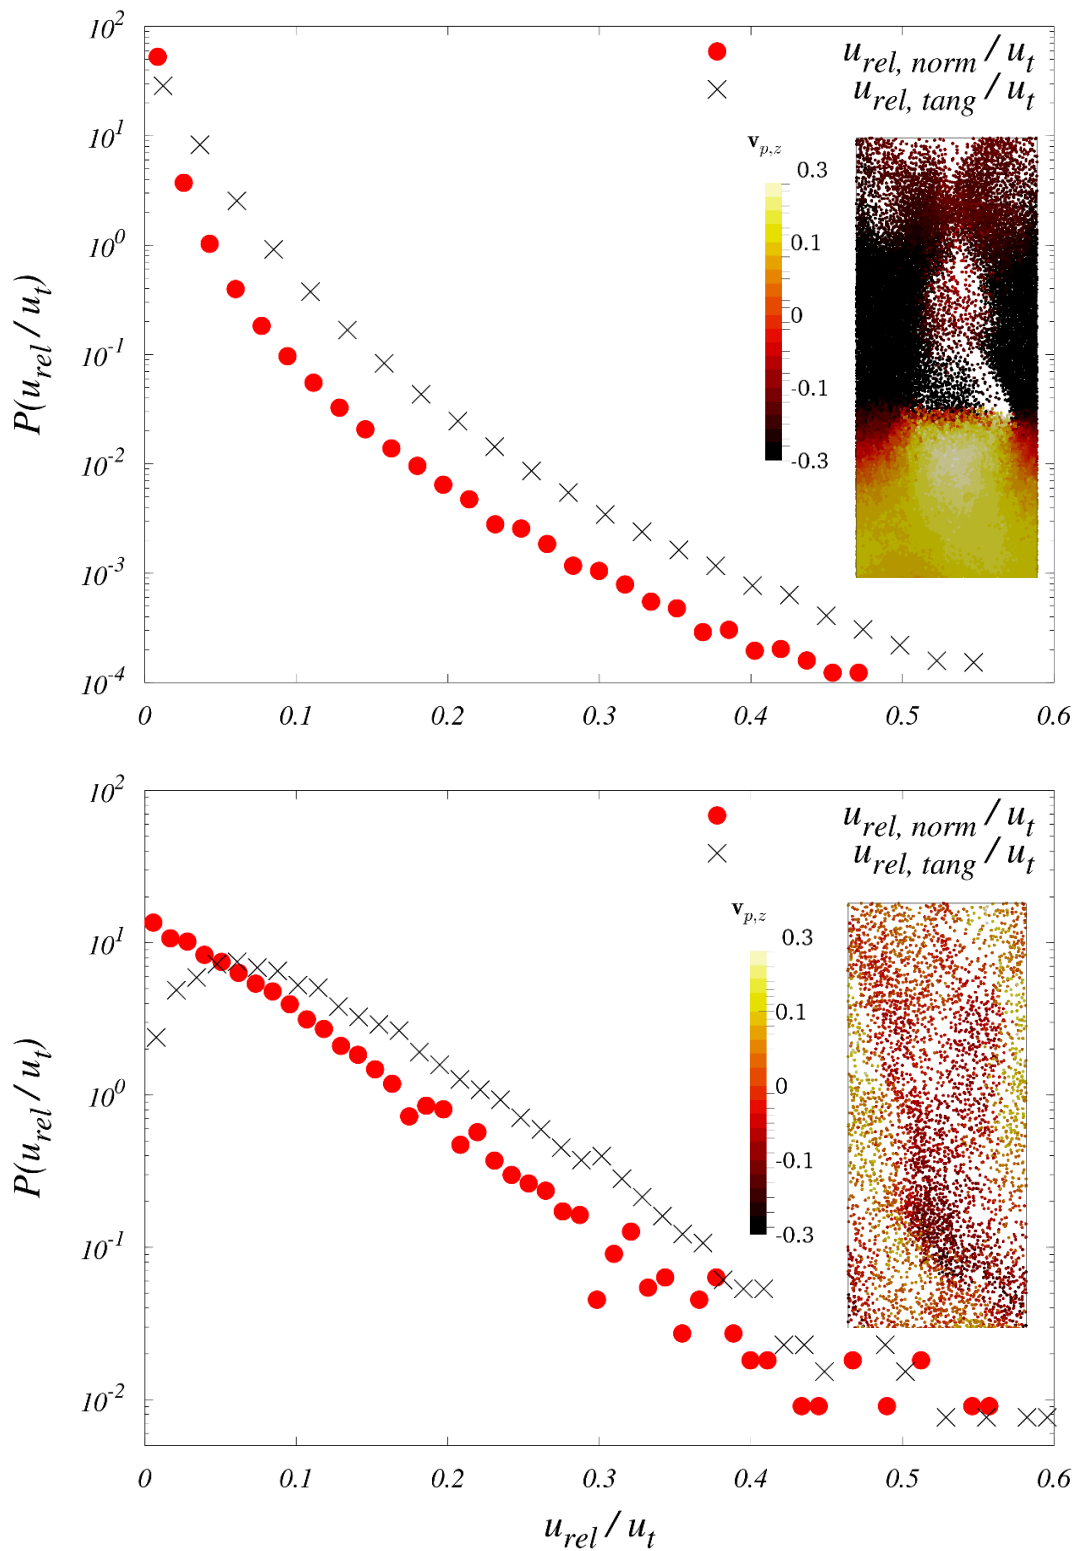 10^2
10^1
10^0
10^-1
10^-2
10^-3
10^-4
P(u_rel / u_t)
u_rel, norm / u_t
u_rel, tang / u_t
v_p,z
0.3
0.1
0
-0.1
-0.3
0 0.1 0.2 0.3 0.4 0.5 0.6
10^2
10^1
10^0
10^-1
10^-2
P(u_rel / u_t)
u_rel, norm / u_t
u_rel, tang / u_t
v_p,z
0.3
0.1
0
-0.1
-0.3
0 0.1 0.2 0.3 0.4 0.5 0.6
u_rel / u_t